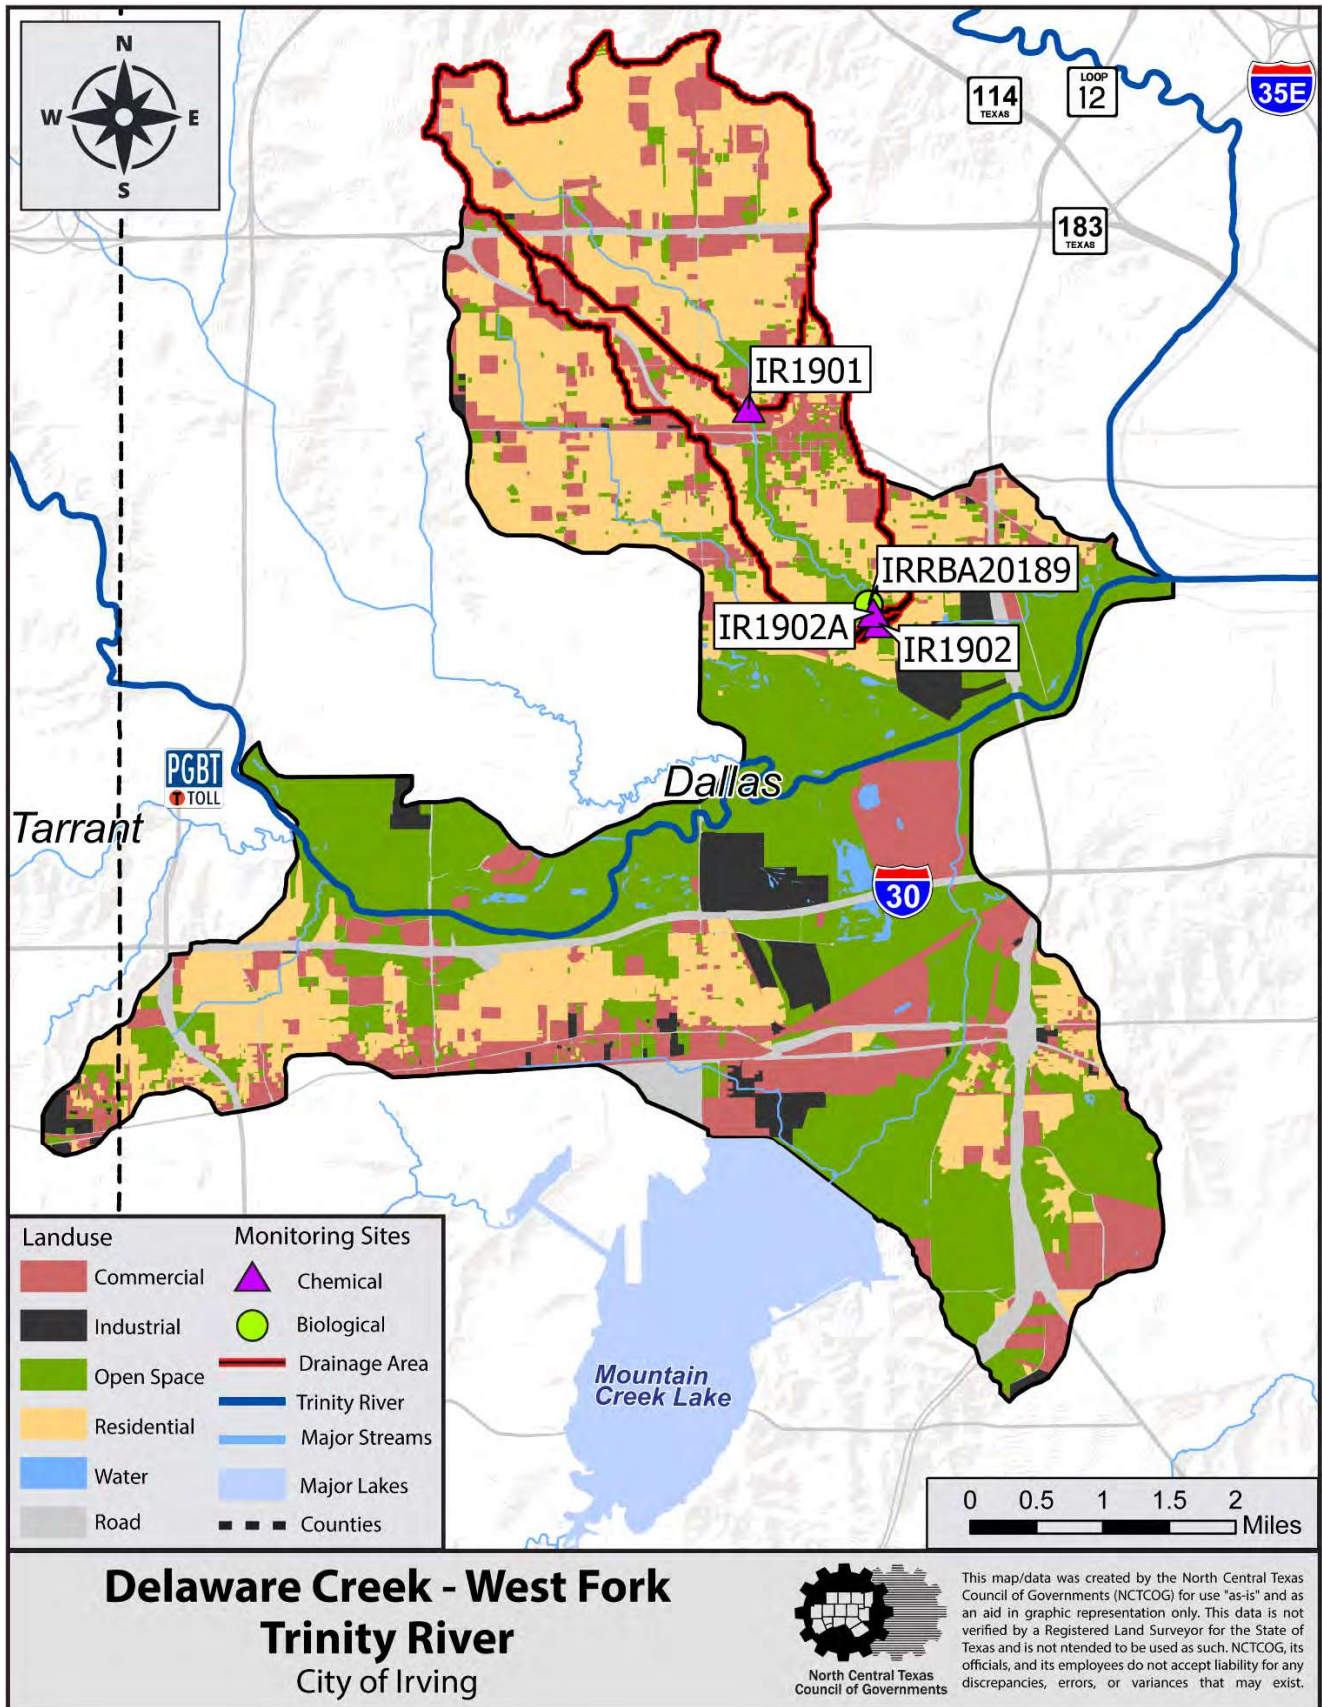 N
W E
S
114
TEXAS
LOOP
12
35E
183
TEXAS
IR1901
IRRBA20189
IR1902A
IR1902
PGBT
T TOLL
Dallas
Tarrant
30
Mountain
Creek Lake
Landuse
Commercial
Industrial
Open Space
Residential
Water
Road
Monitoring Sites
Chemical
Biological
Drainage Area
Trinity River
Major Streams
Major Lakes
Counties
0 0.5 1 1.5 2
Miles
Delaware Creek - West Fork
Trinity River
City of Irving
North Central Texas
Council of Governments
This map/data was created by the North Central Texas
Council of Governments (NCTCOG) for use "as-is" and as
an aid in graphic representation only. This data is not
verified by a Registered Land Surveyor for the State of
Texas and is not ntended to be used as such. NCTCOG, its
officials, and its employees do not accept liability for any
discrepancies, errors, or variances that may exist.